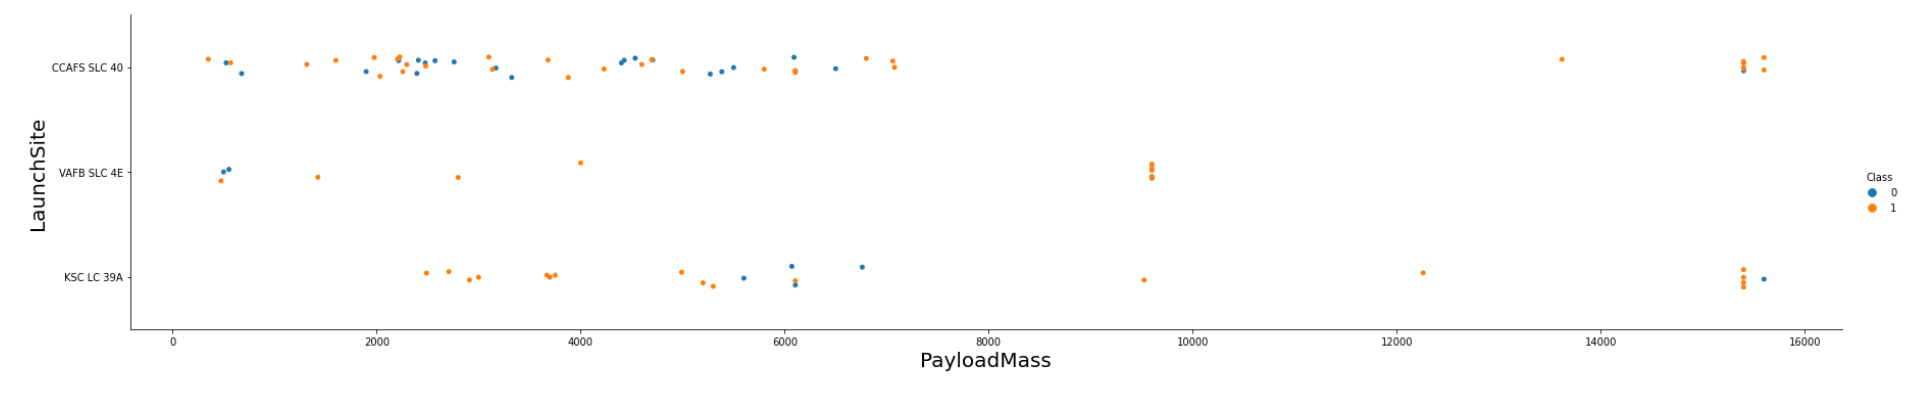 LaunchSite
CCAFS SLC 40
VAFB SLC 4E
KSC LC 39A
0 2000 4000 6000 8000 10000 12000 14000 16000
PayloadMass
Class
0
1